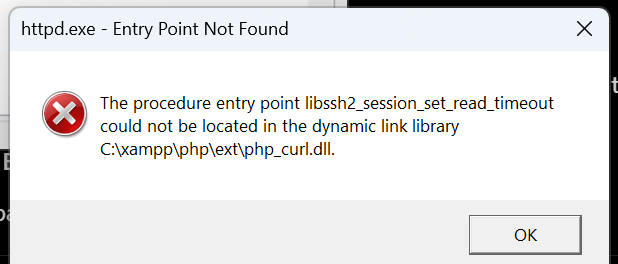 httpd.exe - Entry Point Not Found
The procedure entry point libssh2_session_set_read_timeout
could not be located in the dynamic link library
C:\xampp\php\ext\php_curl.dll.
OK